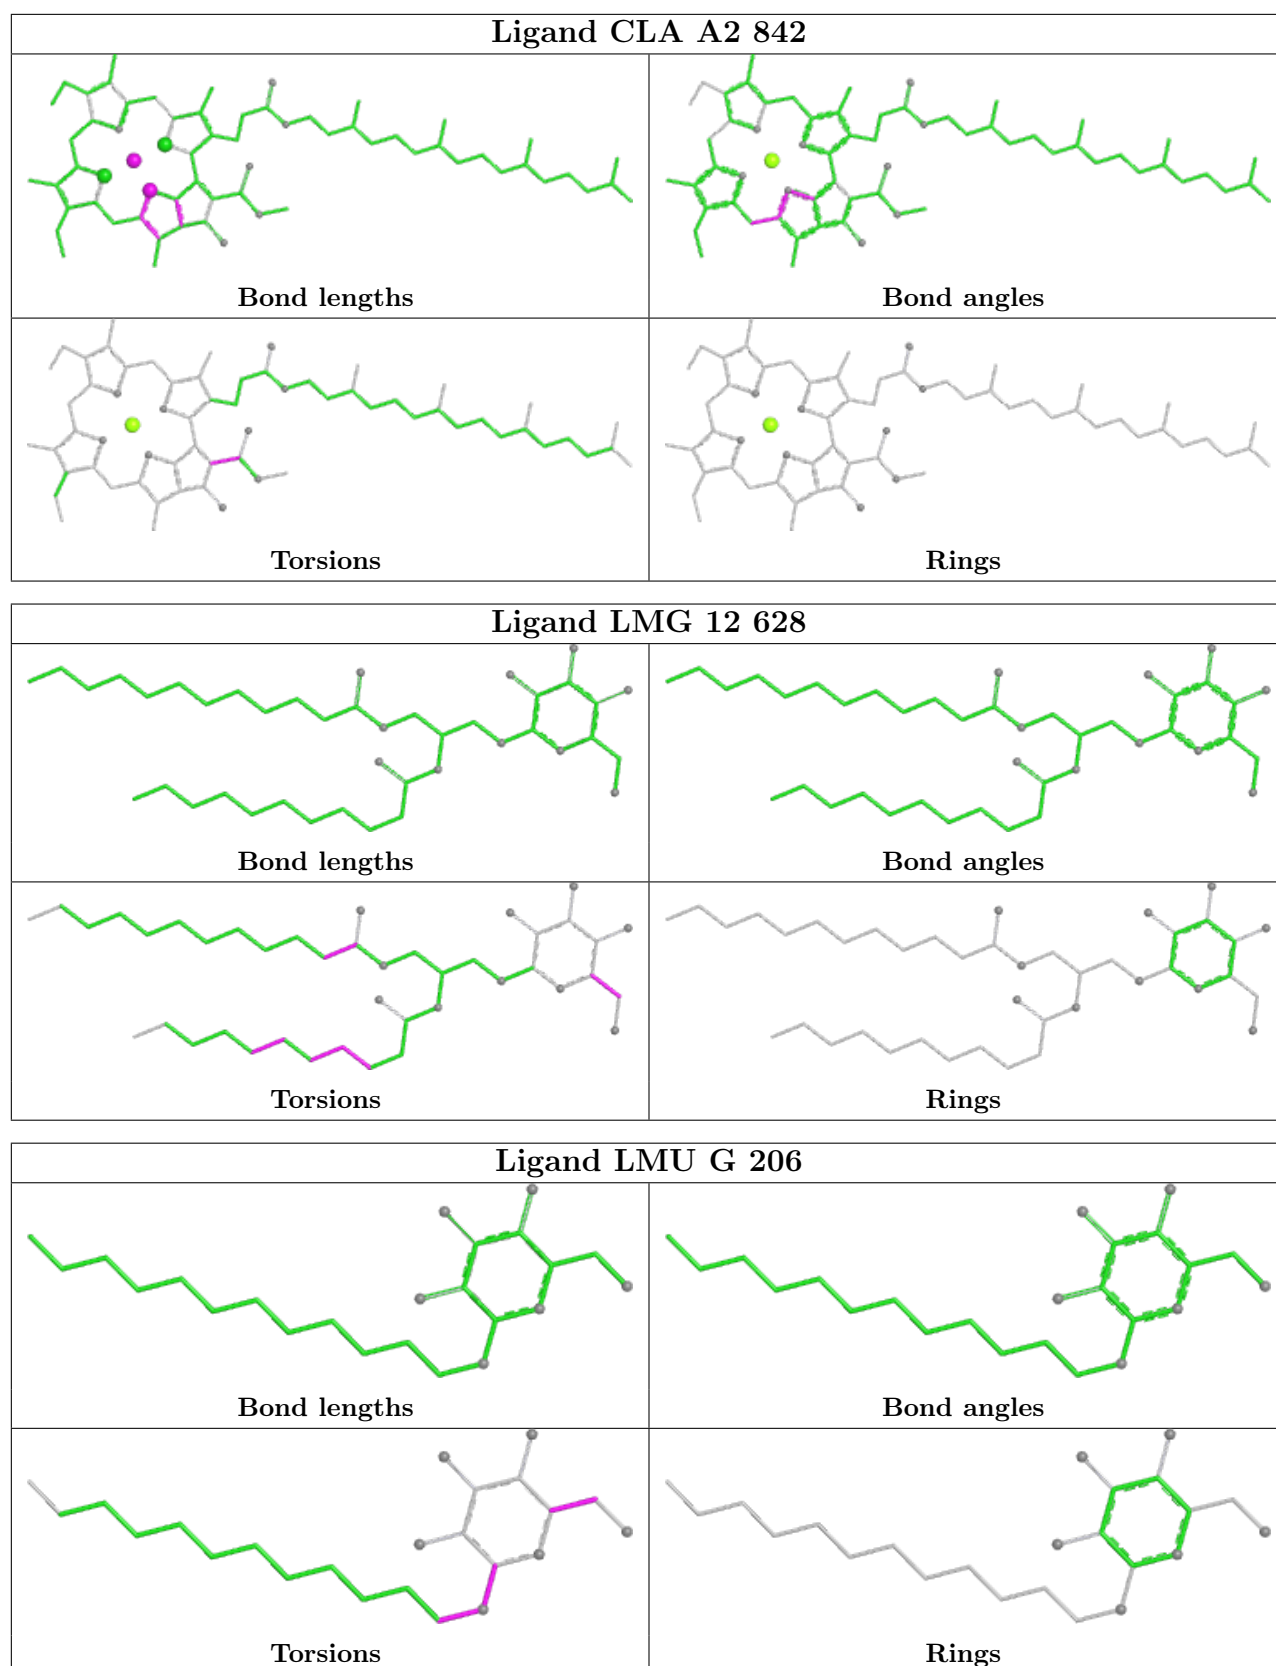 Ligand CLA A2 842
Bond lengths
Bond angles
Torsions
Rings
Ligand LMG 12 628
Bond lengths
Bond angles
Torsions
Rings
Ligand LMU G 206
Bond lengths
Bond angles
Torsions
Rings